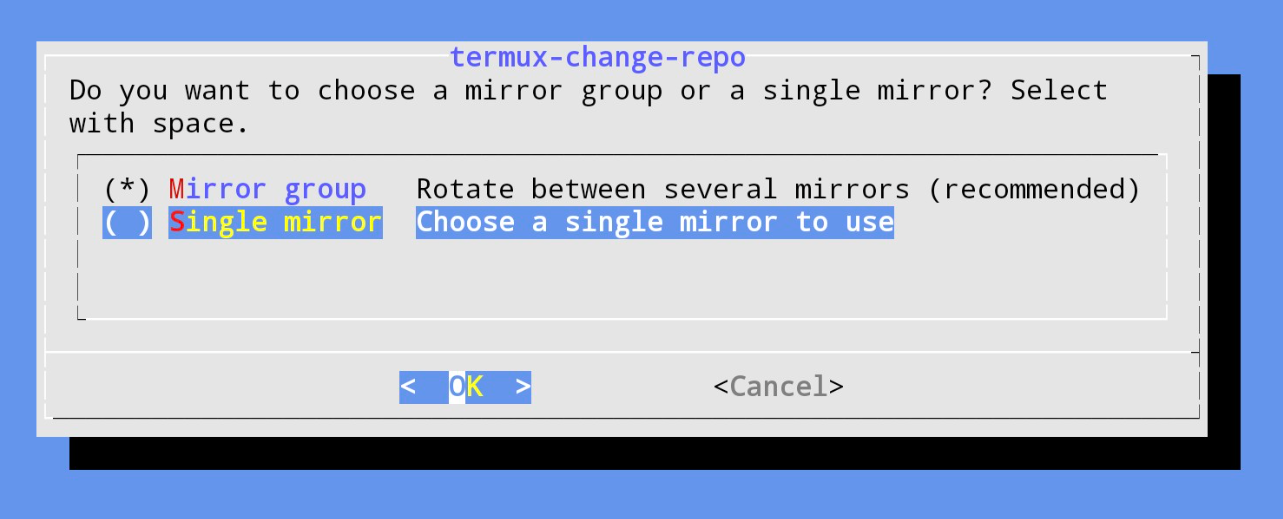 termux-change-repo
Do you want to choose a mirror group or a single mirror? Select
with space.
(*) Mirror group   Rotate between several mirrors (recommended)
( ) Single mirror  Choose a single mirror to use
<  OK  >           <Cancel>